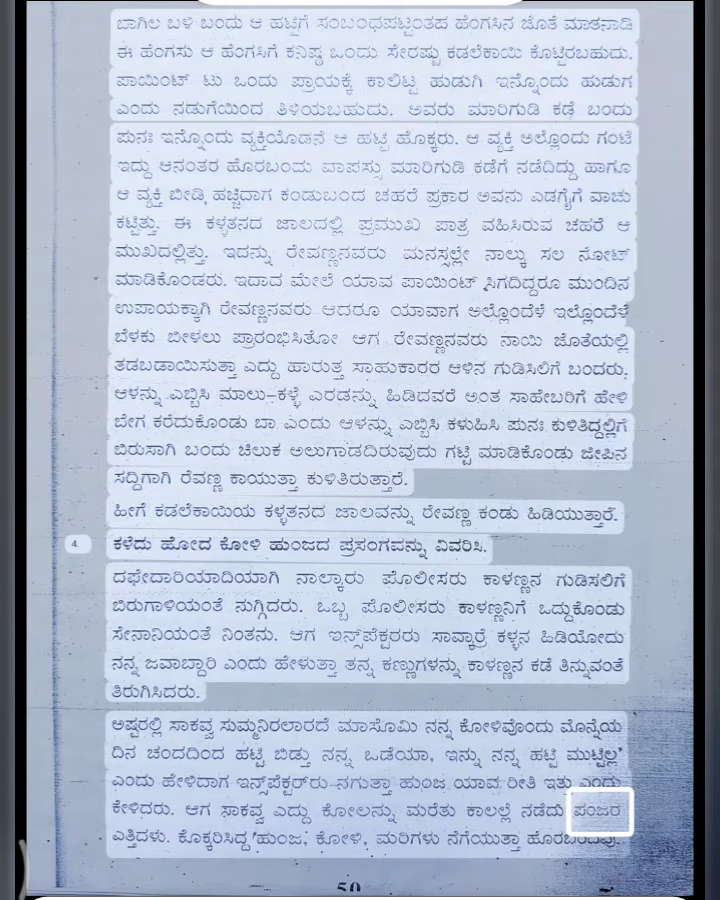 ಬಾಗಿಲ ಬಳಿ ಬಂದು ಆ ಹಟ್ಟಿಗೆ ಸಂಬಂಧಪಟ್ಟಂತಹ ಹೆಂಗಸಿನ ಜೊತೆ ಮಾತನಾಡಿ
ಈ ಹೆಂಗಸು ಆ ಹೆಂಗಸಿಗೆ ಕನಿಷ್ಠ ಒಂದು ಸೇರಷ್ಟು ಕಡಲೆಕಾಯಿ ಕೊಟ್ಟಿರಬಹುದು.
ಪಾಯಿಂಟ್ ಟು ಒಂದು ಪ್ರಾಯಕ್ಕೆ ಕಾಲಿಟ್ಟ ಹುಡುಗಿ ಇನ್ನೊಂದು ಹುಡುಗ
ಎಂದು ನಡುಗೆಯಿಂದ ತಿಳಿಯಬಹುದು. ಅವರು ಮಾರಿಗುಡಿ ಕಡೆ ಬಂದು
ಪುನಃ ಇನ್ನೊಂದು ವ್ಯಕ್ತಿಯೊಡನೆ ಆ ಹಟ್ಟಿ ಹೊಕ್ಕರು. ಆ ವ್ಯಕ್ತಿ ಅಲ್ಲೊಂದು ಗಂಟೆ
ಇದ್ದು ಆನಂತರ ಹೊರಬಂದು ವಾಪಸ್ಸು ಮಾರಿಗುಡಿ ಕಡೆಗೆ ನಡೆದಿದ್ದು ಹಾಗೂ
ಆ ವ್ಯಕ್ತಿ ಬೀಡಿ ಹಚ್ಚಿದಾಗ ಕಂಡುಬಂದ ಚಹರೆ ಪ್ರಕಾರ ಅವನು ಎಡಗೈಗೆ ವಾಚು
ಕಟ್ಟಿತ್ತು. ಈ ಕಳ್ಳತನದ ಜಾಲದಲ್ಲಿ ಪ್ರಮುಖ ಪಾತ್ರ ವಹಿಸಿರುವ ಚಹರೆ ಆ
ಮುಖದಲ್ಲಿತ್ತು. ಇದನ್ನು ರೇವಣ್ಣನವರು ಮನಸ್ಸಲ್ಲೇ ನಾಲ್ಕು ಸಲ ನೋಟ್
ಮಾಡಿಕೊಂಡರು. ಇದಾದ ಮೇಲೆ ಯಾವ ಪಾಯಿಂಟ್ ಸಿಗದಿದ್ದರೂ ಮುಂದಿನ
ಉಪಾಯಕ್ಕಾಗಿ ರೇವಣ್ಣನವರು ಆದರೂ ಯಾವಾಗ ಅಲ್ಲೊಂದೆಳೆ ಇಲ್ಲೊಂದೆಳೆ
ಬೆಳಕು ಬೀಳಲು ಪ್ರಾರಂಭಿಸಿತೋ ಆಗ ರೇವಣ್ಣನವರು ನಾಯಿ ಜೊತೆಯಲ್ಲಿ
ತಡಬಡಾಯಿಸುತ್ತಾ ಎದ್ದು ಹಾರುತ್ತ ಸಾಹುಕಾರರ ಆಳಿನ ಗುಡಿಸಿಲಿಗೆ ಬಂದರು.
ಆಳನ್ನು ಎಬ್ಬಿಸಿ ಮಾಲು-ಕಳ್ಳೆ ಎರಡನ್ನು ಹಿಡಿದವರೆ ಅಂತ ಸಾಹೇಬರಿಗೆ ಹೇಳಿ
ಬೇಗ ಕರೆದುಕೊಂಡು ಬಾ ಎಂದು ಆಳನ್ನು ಎಬ್ಬಿಸಿ ಕಳುಹಿಸಿ ಪುನಃ ಕುಳಿತಿದ್ದಲ್ಲಿಗೆ
ಬಿರುಸಾಗಿ ಬಂದು ಚಿಲುಕ ಅಲುಗಾಡದಿರುವುದು ಗಟ್ಟಿ ಮಾಡಿಕೊಂಡು ಜೀಪಿನ
ಸದ್ದಿಗಾಗಿ ರೆವಣ್ಣ ಕಾಯುತ್ತಾ ಕುಳಿತಿರುತ್ತಾರೆ.
ಹೀಗೆ ಕಡಲೆಕಾಯಿಯ ಕಳ್ಳತನದ ಜಾಲವನ್ನು ರೇವಣ್ಣ ಕಂಡು ಹಿಡಿಯುತ್ತಾರೆ.
4. ಕಳೆದು ಹೋದ ಕೋಳಿ ಹುಂಜದ ಪ್ರಸಂಗವನ್ನು ವಿವರಿಸಿ.
ದಫೇದಾರಿಯಾದಿಯಾಗಿ ನಾಲ್ಕಾರು ಪೊಲೀಸರು ಕಾಳಣ್ಣನ ಗುಡಿಸಲಿಗೆ
ಬಿರುಗಾಳಿಯಂತೆ ನುಗ್ಗಿದರು. ಒಬ್ಬ ಪೊಲೀಸರು ಕಾಳಣ್ಣನಿಗೆ ಒದ್ದುಕೊಂಡು
ಸೇನಾನಿಯಂತೆ ನಿಂತನು. ಆಗ ಇನ್ಸ್‌ಪೆಕ್ಟರರು ಸಾವ್ಕಾರ್ರೆ ಕಳ್ಳನ ಹಿಡಿಯೋದು
ನನ್ನ ಜವಾಬ್ದಾರಿ ಎಂದು ಹೇಳುತ್ತಾ ತನ್ನ ಕಣ್ಣುಗಳನ್ನು ಕಾಳಣ್ಣನ ಕಡೆ ತಿನ್ನುವಂತೆ
ತಿರುಗಿಸಿದರು.
ಅಷ್ಟರಲ್ಲಿ ಸಾಕವ್ವ ಸುಮ್ಮನಿರಲಾರದೆ ಮಾಸೊಮಿ ನನ್ನ ಕೋಳಿವೊಂದು ಮೊನ್ನೆಯ
ದಿನ ಚಂದದಿಂದ ಹಟ್ಟಿ ಬಿಡ್ತು ನನ್ನ ಒಡೆಯಾ, ಇನ್ನು ನನ್ನ ಹಟ್ಟಿ ಮುಟ್ಟಿಲ್ಲ'
ಎಂದು ಹೇಳಿದಾಗ ಇನ್ಸ್‌ಪೆಕ್ಟರ್‌ರು ನಗುತ್ತಾ ಹುಂಜ ಯಾವ ರೀತಿ ಇತ್ತು ಎಂದು
ಕೇಳಿದರು. ಆಗ ಸಾಕವ್ವ ಎದ್ದು ಕೋಲನ್ನು ಮರೆತು ಕಾಲಲ್ಲೆ ನಡೆದು ಪಂಜರ
ಎತ್ತಿದಳು. ಕೊಕ್ಕರಿಸಿದ್ದ ಹುಂಜ, ಕೋಳಿ, ಮರಿಗಳು ನೆಗೆಯುತ್ತಾ ಹೊರಬಂದವು.
50